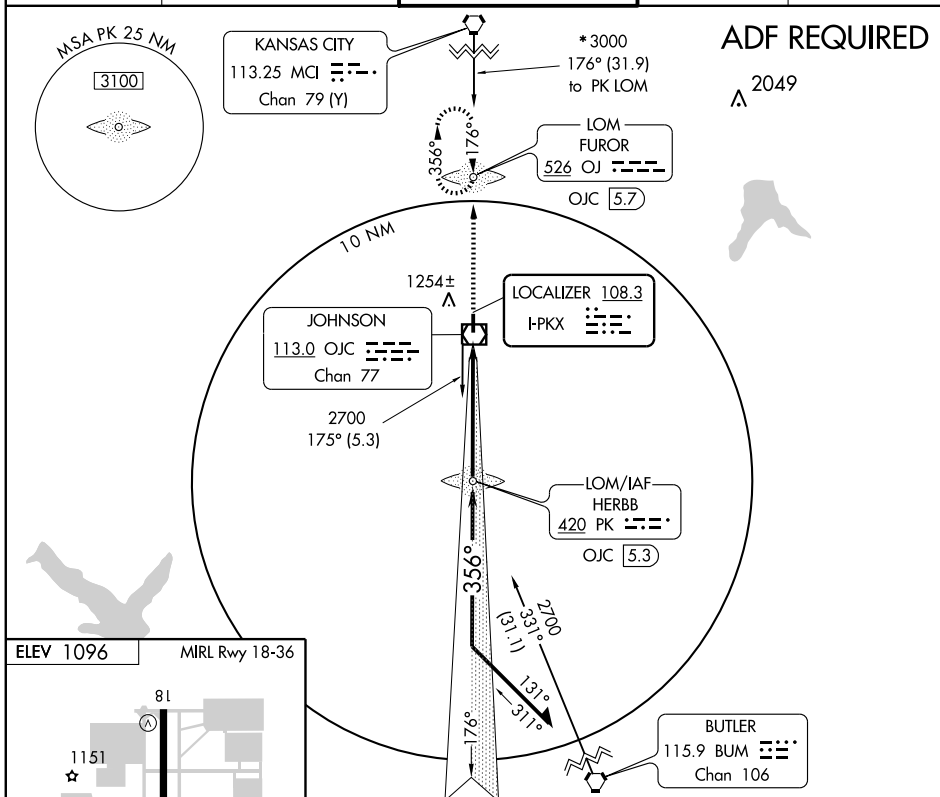 MSA PK 25 NM
3100
KANSAS CITY
113.25 MCI
Chan 79 (Y)
*3000
176° (31.9)
to PK LOM
ADF REQUIRED
2049
356°
176°
LOM
FUROR
526 OJ
OJC 5.7
10 NM
1254±
LOCALIZER 108.3
I-PKX
JOHNSON
113.0 OJC
Chan 77
2700
175° (5.3)
LOM/IAF
HERBB
420 PK
OJC 5.3
356°
2700
331°
(31.1)
131°
311°
176°
BUTLER
115.9 BUM
Chan 106
ELEV 1096
MIRL Rwy 18-36
18
1151